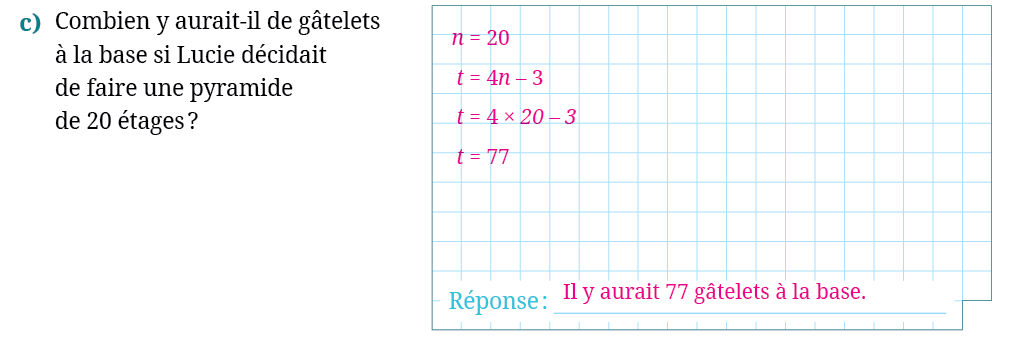 c) Combien y aurait-il de gâtelets
à la base si Lucie décidait
de faire une pyramide
de 20 étages ?
n = 20
t = 4n – 3
t = 4 × 20 – 3
t = 77
Réponse : Il y aurait 77 gâtelets à la base.